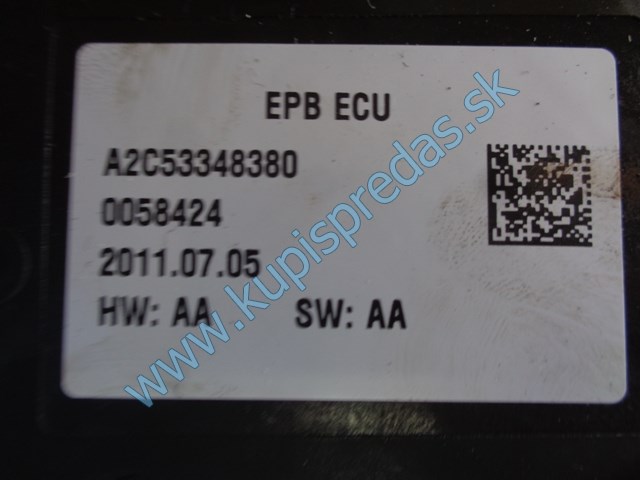 EPB ECU
A2C53348380
0058424
2011.07.05
HW: AA SW: AA
www.kupispredas.sk